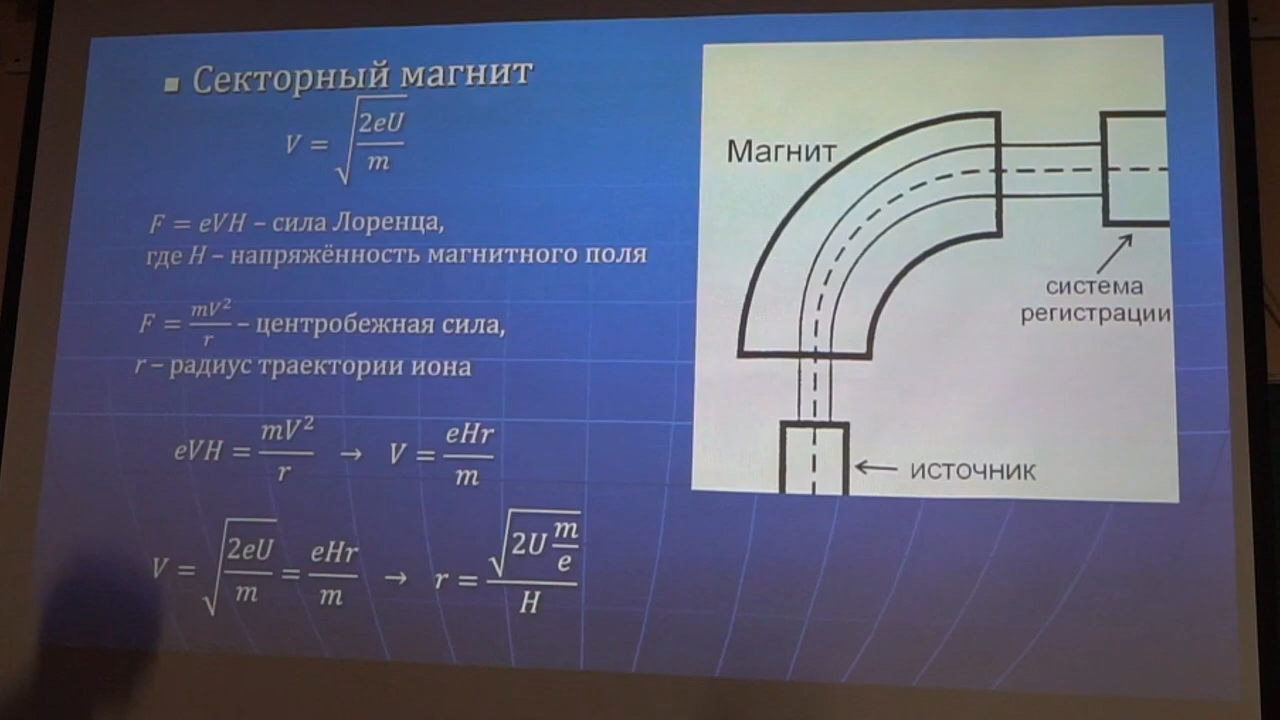 Секторный магнит
V = √(2eU/m)
F = eVH – сила Лоренца,
где H – напряжённость магнитного поля
F = mV²/r – центробежная сила,
r – радиус траектории иона
eVH = mV²/r → V = eHr/m
V = √(2eU/m) = eHr/m → r = √(2U m/e)/H
Магнит
система
регистрации
источник